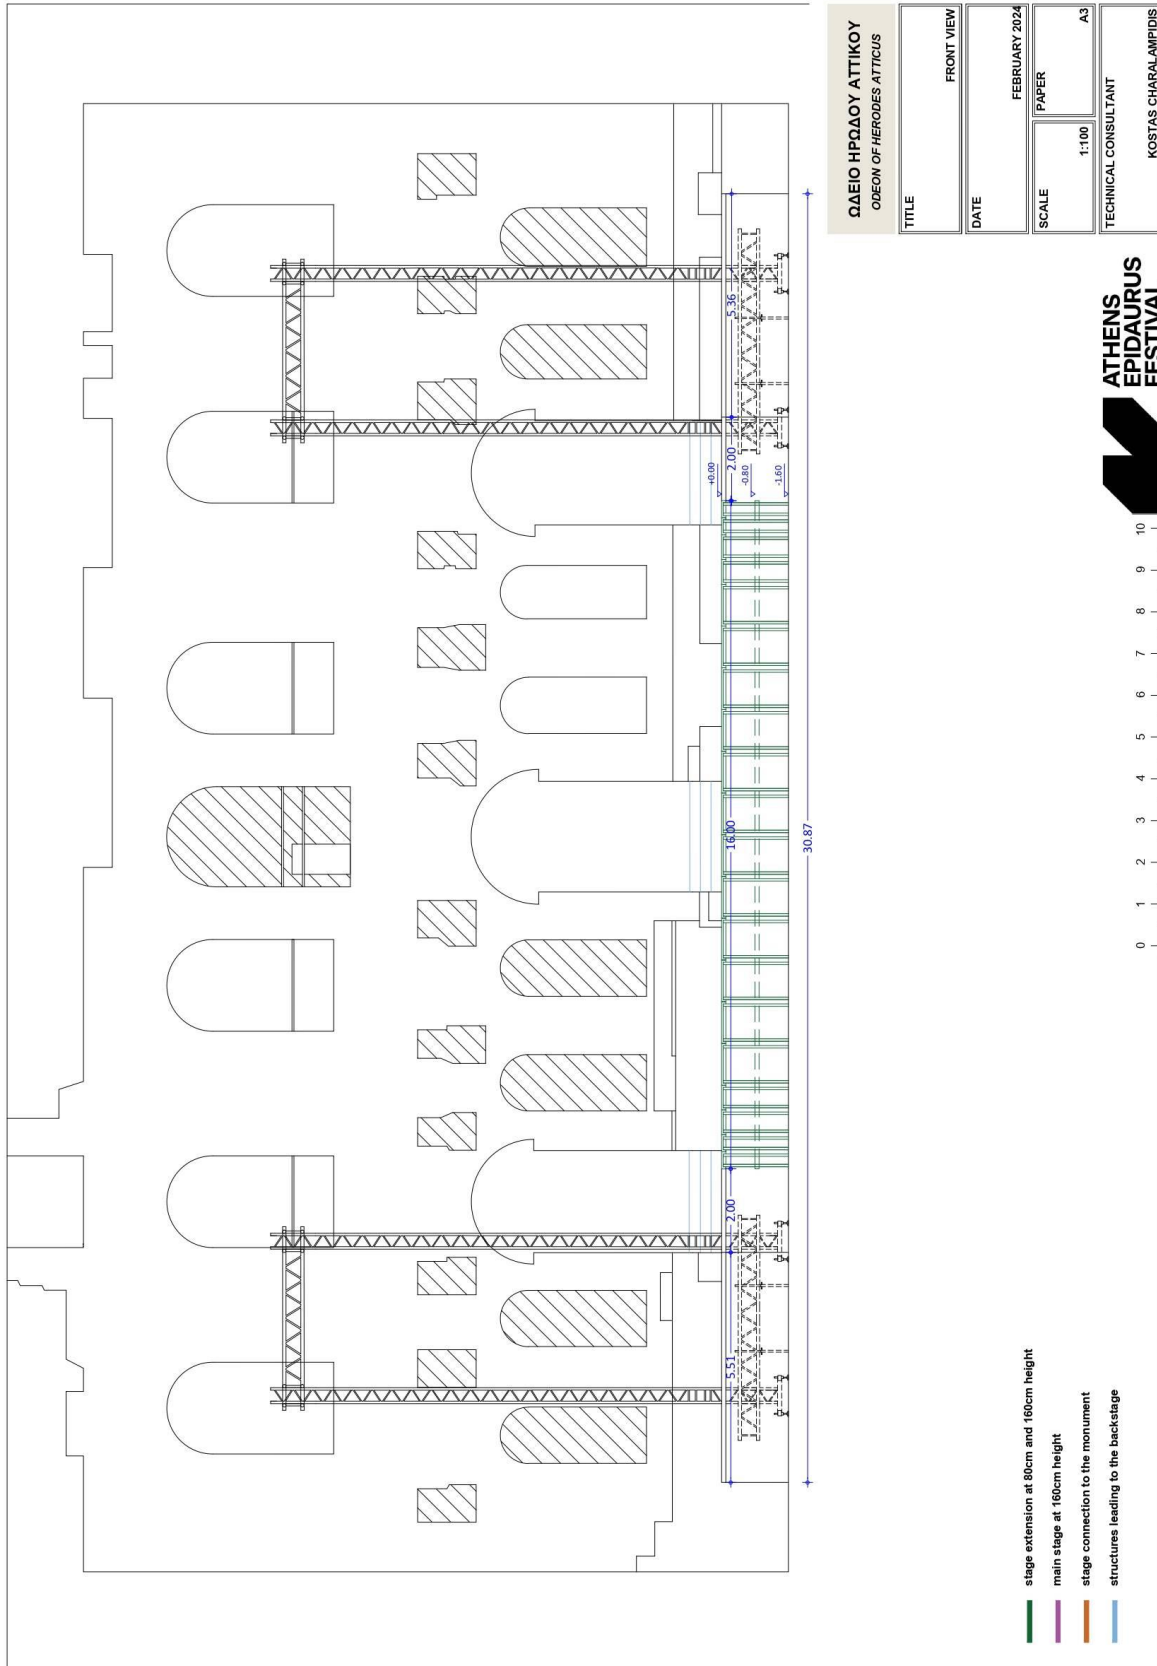 ΩΔΕΙΟ ΗΡΩΔΟΥ ΑΤΤΙΚΟΥ
ODEON OF HERODES ATTICUS
TITLE
FRONT VIEW
DATE
FEBRUARY 2024
SCALE
1:100
PAPER
A3
TECHNICAL CONSULTANT
KOSTAS CHARALAMPIDIS
ATHENS
EPIDAURUS
FESTIVAL
0 1 2 3 4 5 6 7 8 9 10
+0.00
-0.80
-1.60
5.51
2.00
16.00
2.00
5.36
30.87
stage extension at 80cm and 160cm height
main stage at 160cm height
stage connection to the monument
structures leading to the backstage